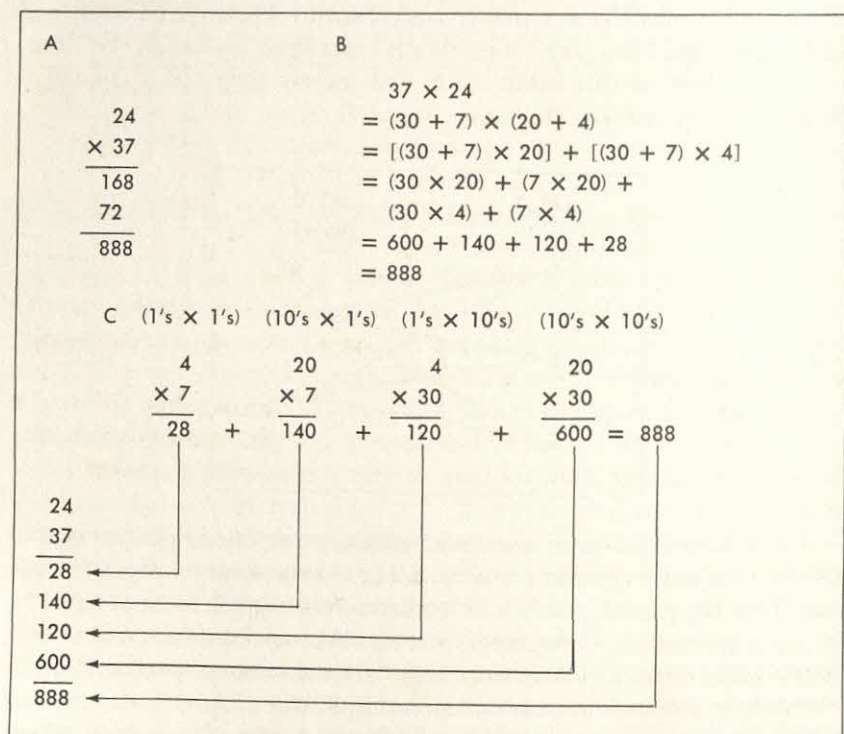 A B
37 × 24
24 = (30 + 7) × (20 + 4)
× 37 = [(30 + 7) × 20] + [(30 + 7) × 4]
168 = (30 × 20) + (7 × 20) +
72 (30 × 4) + (7 × 4)
888 = 600 + 140 + 120 + 28
= 888
C (1's × 1's) (10's × 1's) (1's × 10's) (10's × 10's)
4 20 4 20
× 7 × 7 × 30 × 30
28 + 140 + 120 + 600 = 888
24
37
28
140
120
600
888